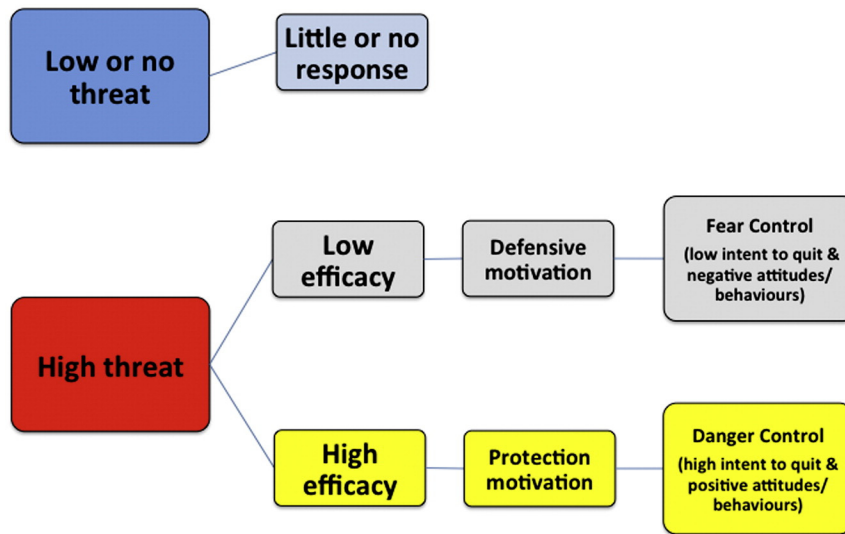 Low or no
threat
Little or no
response
High threat
Low
efficacy
Defensive
motivation
Fear Control
(low intent to quit &
negative attitudes/
behaviours)
High
efficacy
Protection
motivation
Danger Control
(high intent to quit &
positive attitudes/
behaviours)